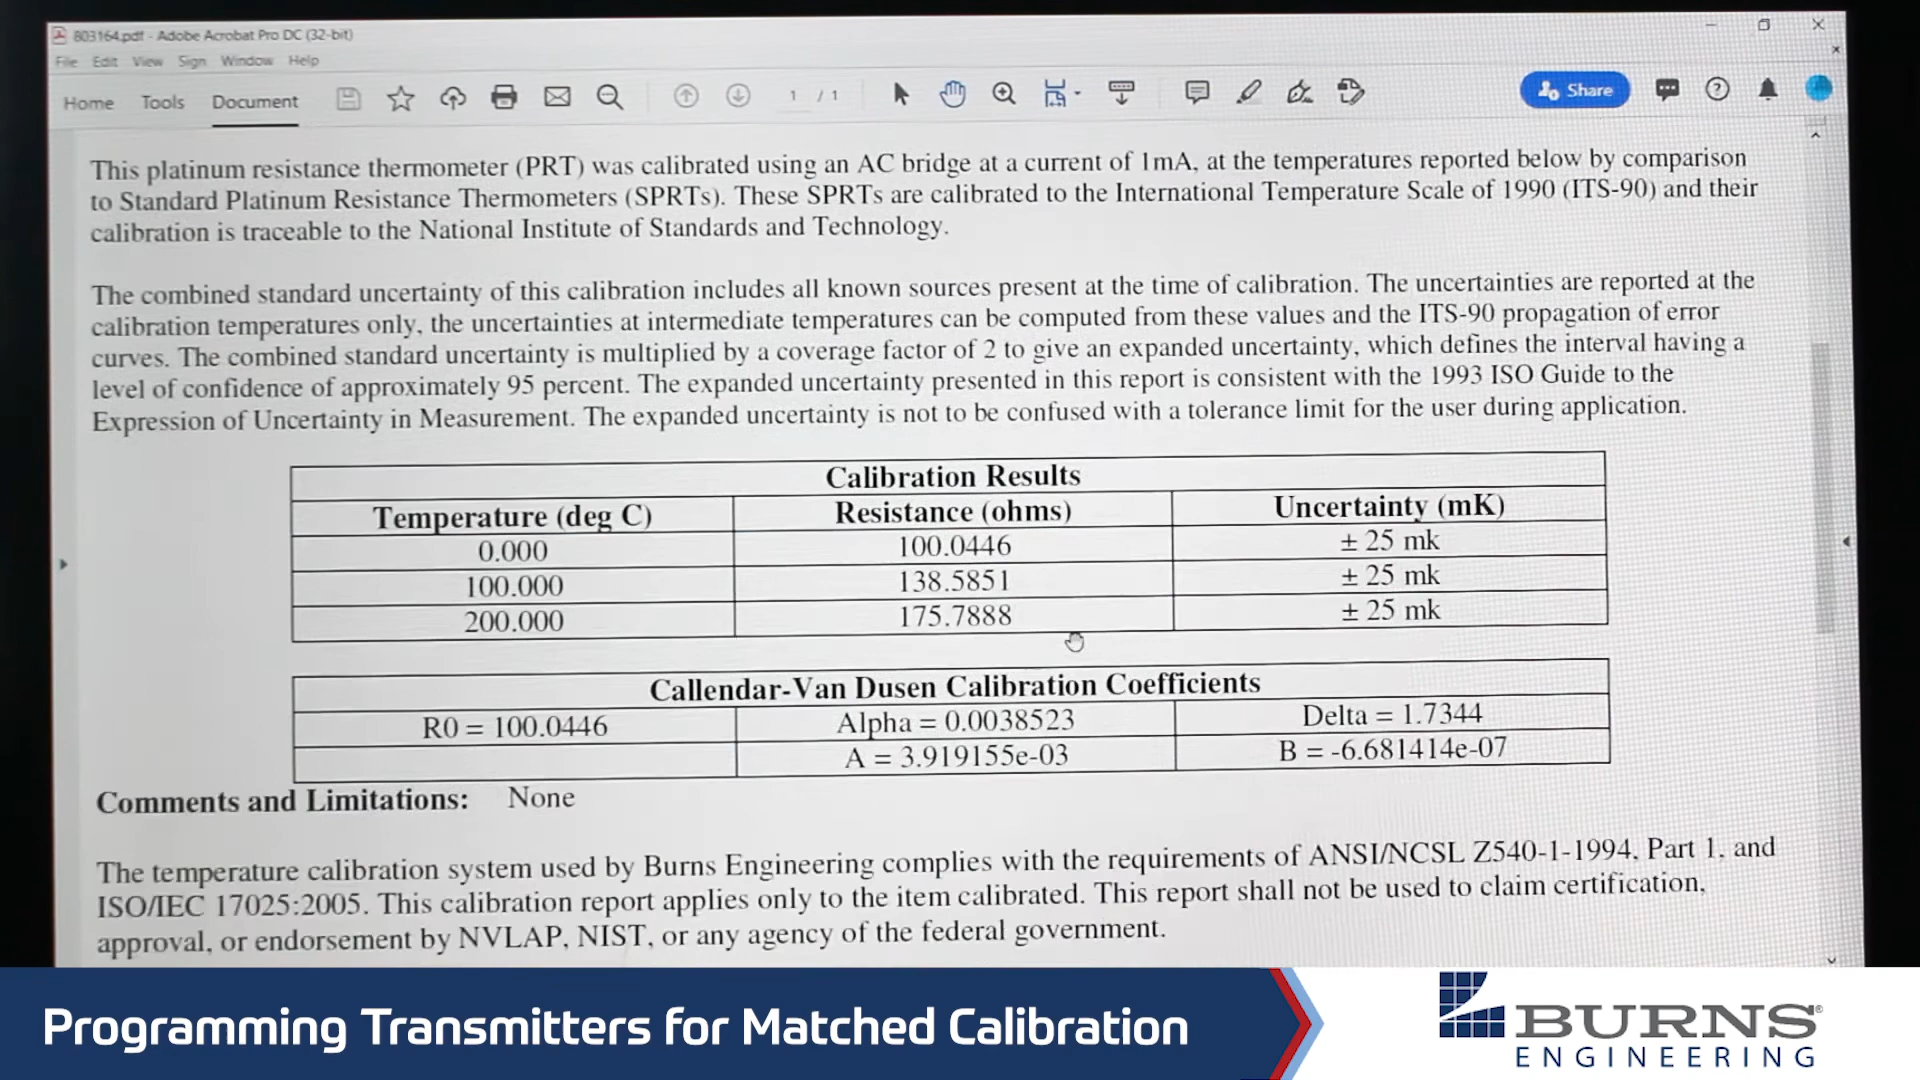 803164.pdf - Adobe Acrobat Pro DC (32-bit)
File Edit View Sign Window Help
Home Tools Document 1 / 1 Share
This platinum resistance thermometer (PRT) was calibrated using an AC bridge at a current of 1mA, at the temperatures reported below by comparison
to Standard Platinum Resistance Thermometers (SPRTs). These SPRTs are calibrated to the International Temperature Scale of 1990 (ITS-90) and their
calibration is traceable to the National Institute of Standards and Technology.
The combined standard uncertainty of this calibration includes all known sources present at the time of calibration. The uncertainties are reported at the
calibration temperatures only, the uncertainties at intermediate temperatures can be computed from these values and the ITS-90 propagation of error
curves. The combined standard uncertainty is multiplied by a coverage factor of 2 to give an expanded uncertainty, which defines the interval having a
level of confidence of approximately 95 percent. The expanded uncertainty presented in this report is consistent with the 1993 ISO Guide to the
Expression of Uncertainty in Measurement. The expanded uncertainty is not to be confused with a tolerance limit for the user during application.
Calibration Results
Temperature (deg C) Resistance (ohms) Uncertainty (mK)
0.000 100.0446 ± 25 mk
100.000 138.5851 ± 25 mk
200.000 175.7888 ± 25 mk
Callendar-Van Dusen Calibration Coefficients
R0 = 100.0446 Alpha = 0.0038523 Delta = 1.7344
A = 3.919155e-03 B = -6.681414e-07
Comments and Limitations: None
The temperature calibration system used by Burns Engineering complies with the requirements of ANSI/NCSL Z540-1-1994, Part 1, and
ISO/IEC 17025:2005. This calibration report applies only to the item calibrated. This report shall not be used to claim certification,
approval, or endorsement by NVLAP, NIST, or any agency of the federal government.
Programming Transmitters for Matched Calibration
BURNS®
ENGINEERING